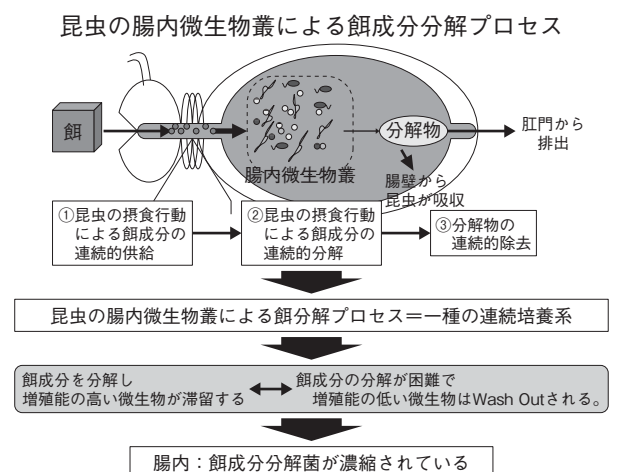 昆虫の腸内微生物叢による餌成分分解プロセス
餌
分解物
肛門から
排出
腸内微生物叢
腸壁から
昆虫が吸収
①昆虫の摂食行動
による餌成分の
連続的供給
②昆虫の摂食行動
による餌成分の
連続的分解
③分解物の
連続的除去
昆虫の腸内微生物叢による餌分解プロセス=一種の連続培養系
餌成分を分解し
増殖能の高い微生物が滞留する
餌成分の分解が困難で
増殖能の低い微生物はWash Outされる。
腸内:餌成分分解菌が濃縮されている